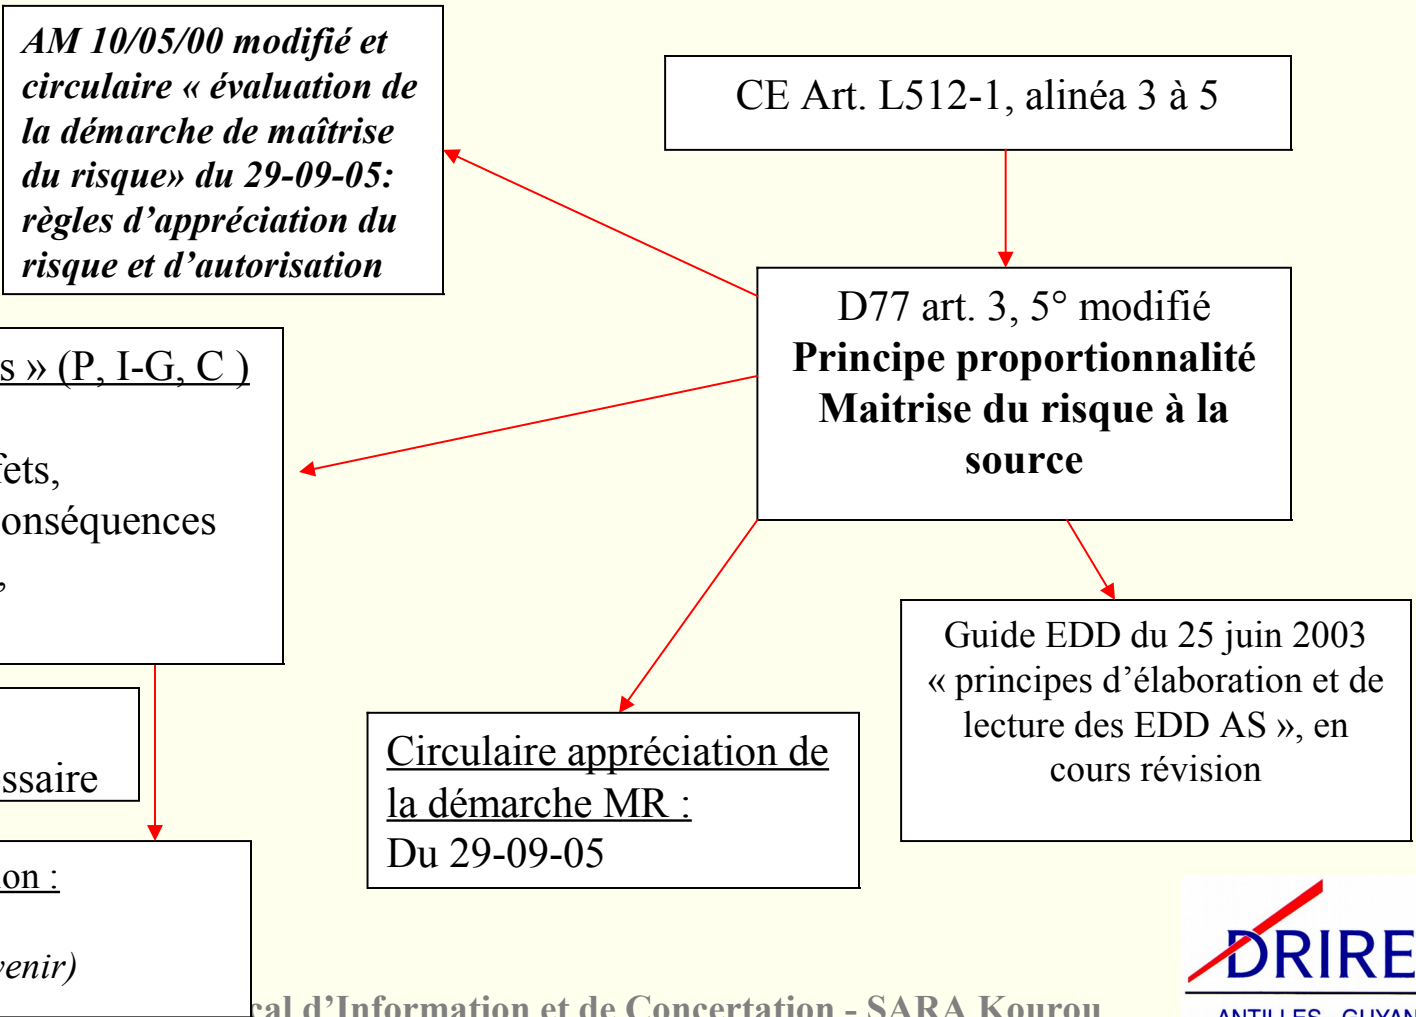 AM 10/05/00 modifié et
circulaire « évaluation de
la démarche de maîtrise
du risque» du 29-09-05:
règles d’appréciation du
risque et d’autorisation
CE Art. L512-1, alinéa 3 à 5
D77 art. 3, 5° modifié
Principe proportionnalité
Maitrise du risque à la
source
s » (P, I-G, C )
fets,
onséquences
,
ssaire
Circulaire appréciation de
la démarche MR :
Du 29-09-05
Guide EDD du 25 juin 2003
« principes d’élaboration et de
lecture des EDD AS », en
cours révision
ion :
venir)
cal d’Information et de Concertation - SARA Kourou
DRIRE
ANTILLES - GUYAN